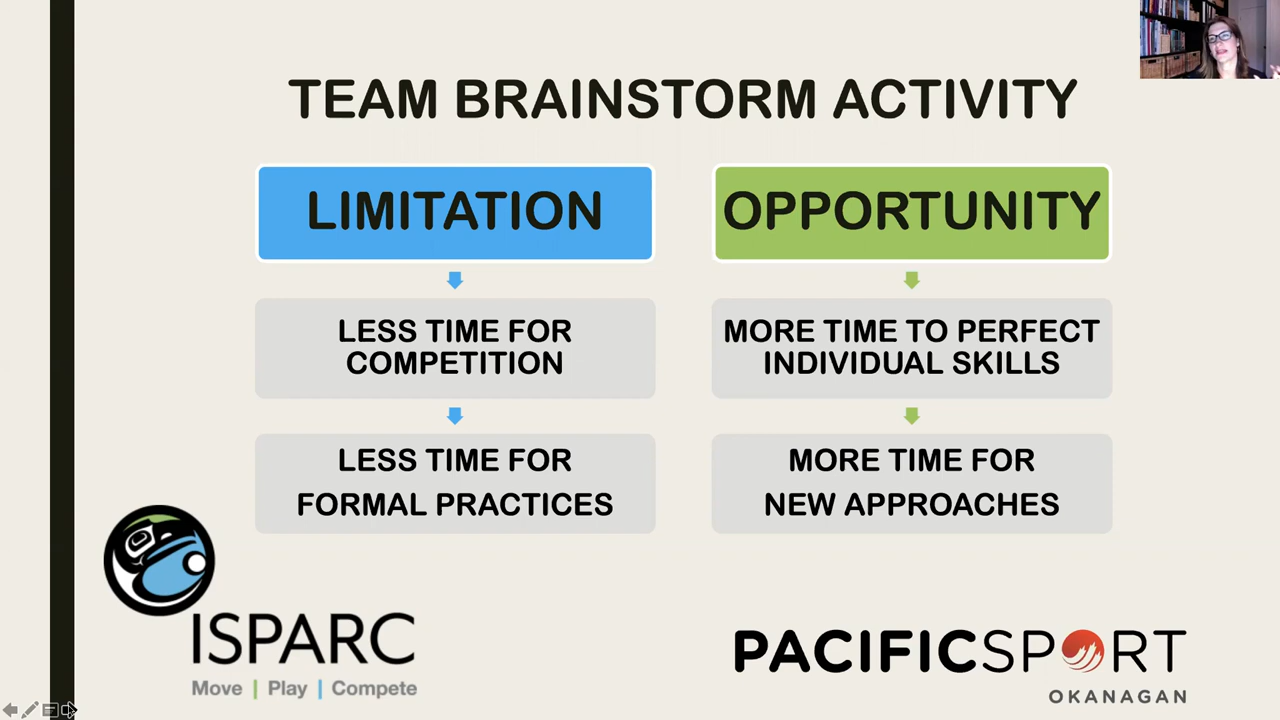 TEAM BRAINSTORM ACTIVITY
LIMITATION
LESS TIME FOR
COMPETITION
LESS TIME FOR
FORMAL PRACTICES
OPPORTUNITY
MORE TIME TO PERFECT
INDIVIDUAL SKILLS
MORE TIME FOR
NEW APPROACHES
ISPARC
Move | Play | Compete
PACIFICSPORT
OKANAGAN